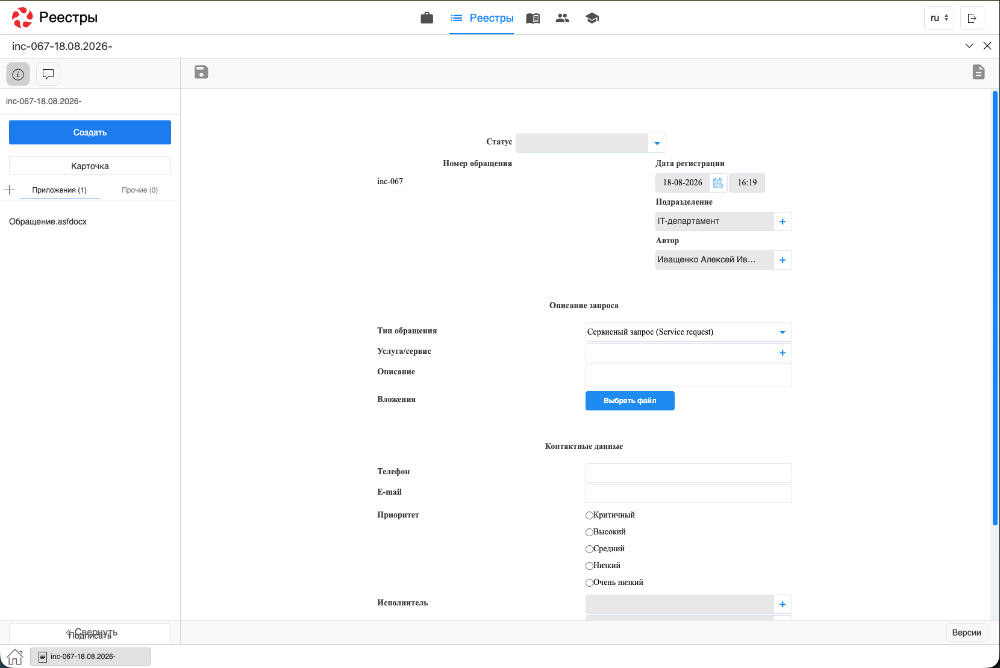 Реестры
Реестры
ru
inc-067-18.08.2026-
inc-067-18.08.2026-
Создать
Карточка
Приложения (1)
Прочие (0)
Обращение.asfdocx
Статус
Номер обращения
Дата регистрации
inc-067
18-08-2026
16:19
Подразделение
IT-департамент
Автор
Иващенко Алексей Ив...
Описание запроса
Тип обращения
Сервисный запрос (Service request)
Услуга/сервис
Описание
Вложения
Выбрать файл
Контактные данные
Телефон
E-mail
Приоритет
Критичный
Высокий
Средний
Низкий
Очень низкий
Исполнитель
« Свернуть
Подписать
Версии
inc-067-18.08.2026-